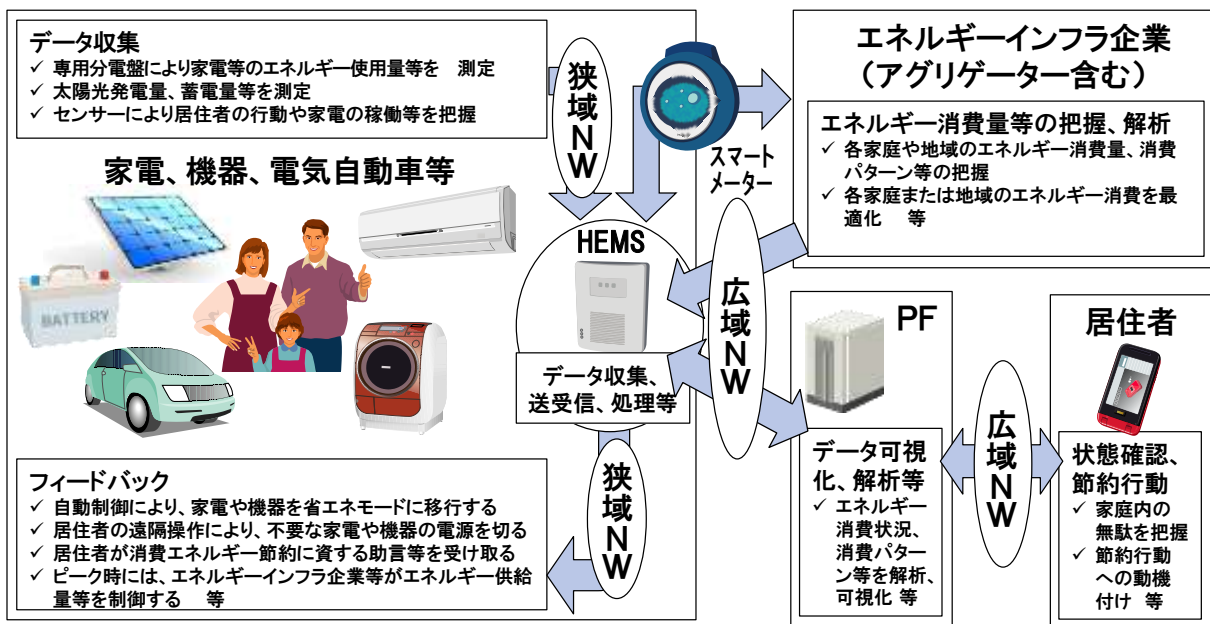 データ収集
✓ 専用分電盤により家電等のエネルギー使用量等を 測定
✓ 太陽光発電量、蓄電量等を測定
✓ センサーにより居住者の行動や家電の稼働等を把握
家電、機器、電気自動車等
BATTERY
狭域NW
スマート
メーター
HEMS
データ収集、
送受信、処理等
狭域NW
フィードバック
✓ 自動制御により、家電や機器を省エネモードに移行する
✓ 居住者の遠隔操作により、不要な家電や機器の電源を切る
✓ 居住者が消費エネルギー節約に資する助言等を受け取る
✓ ピーク時には、エネルギーインフラ企業等がエネルギー供給
量等を制御する 等
エネルギーインフラ企業
（アグリゲーター含む）
エネルギー消費量等の把握、解析
✓ 各家庭や地域のエネルギー消費量、消費
パターン等の把握
✓ 各家庭または地域のエネルギー消費を最
適化 等
広域NW
PF
データ可視
化、解析等
✓ エネルギー
消費状況、
消費パター
ン等を解析、
可視化 等
広域NW
居住者
状態確認、
節約行動
✓ 家庭内の
無駄を把握
✓ 節約行動
への動機
付け 等